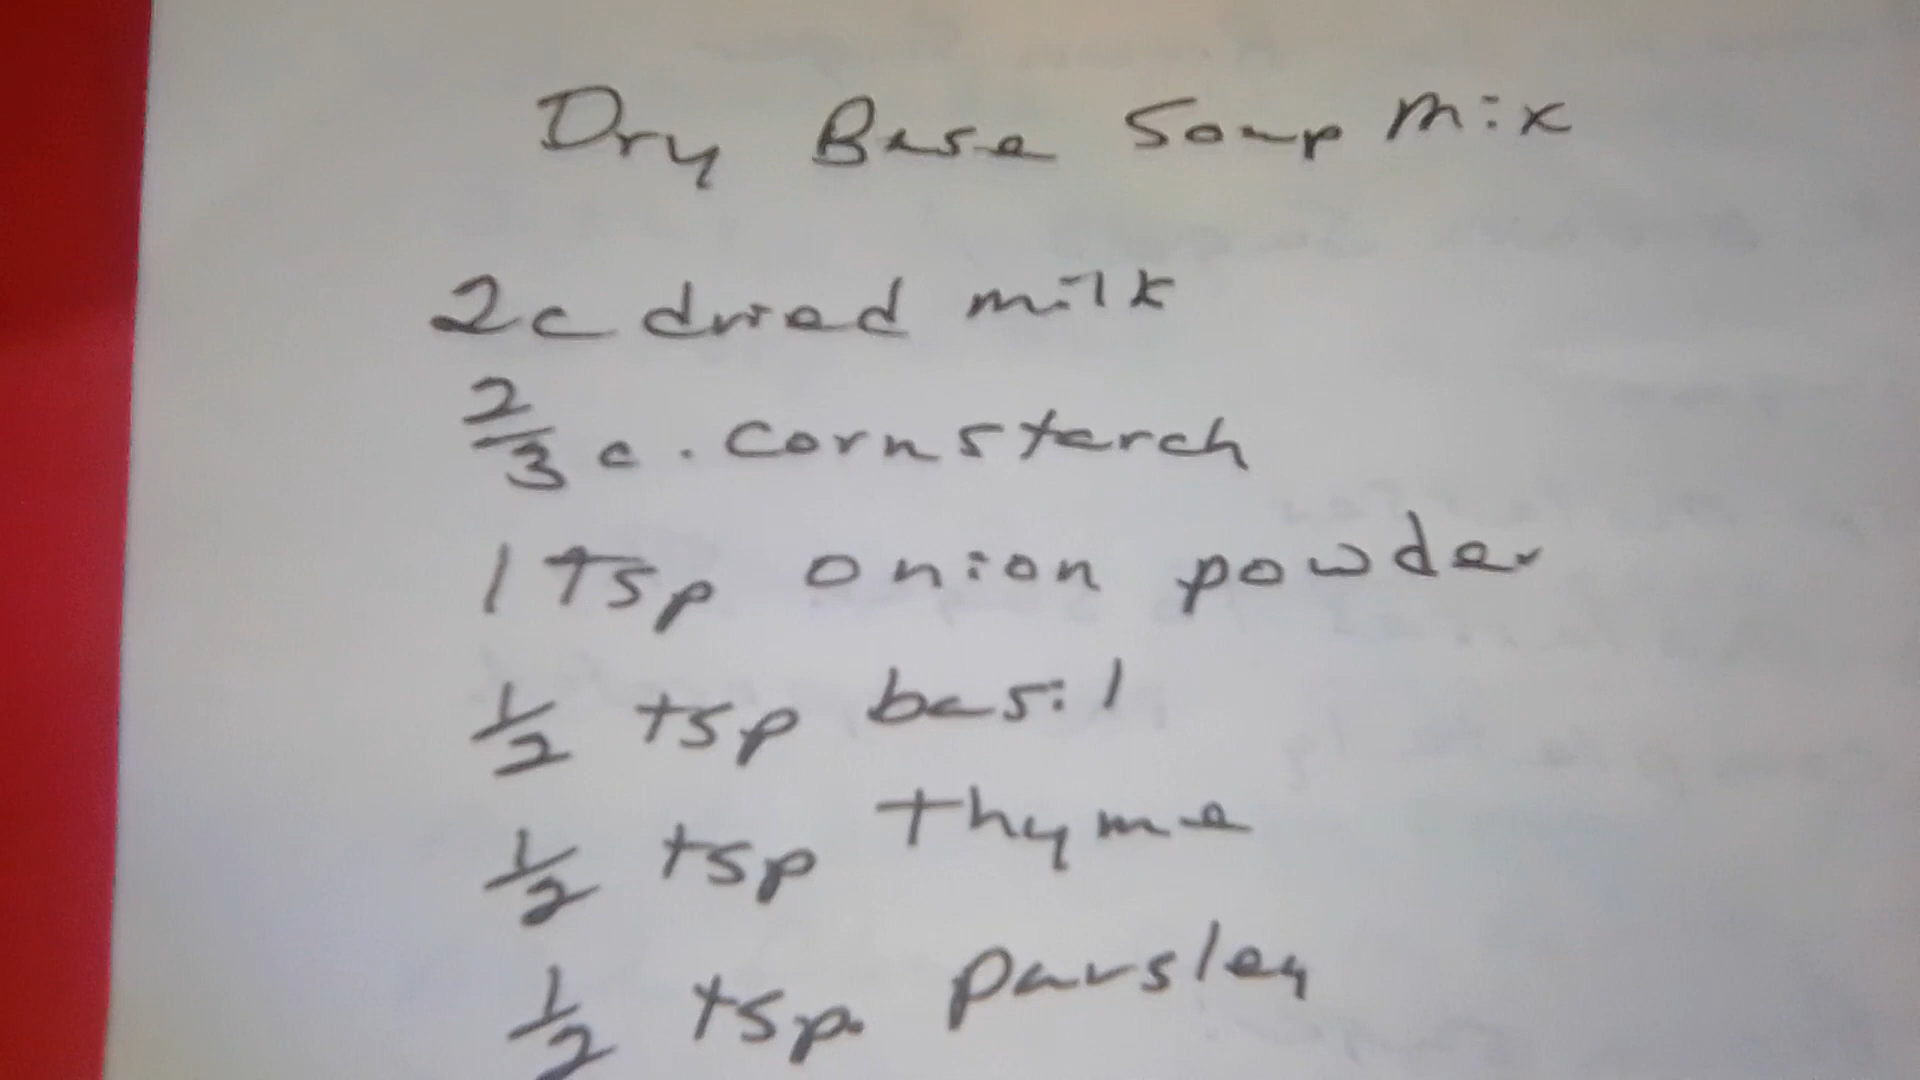 Dry Base Soup Mix
2c dried milk
2/3 c. cornstarch
1 tsp onion powder
1/2 tsp basil
1/2 tsp thyme
1/2 tsp. parsley